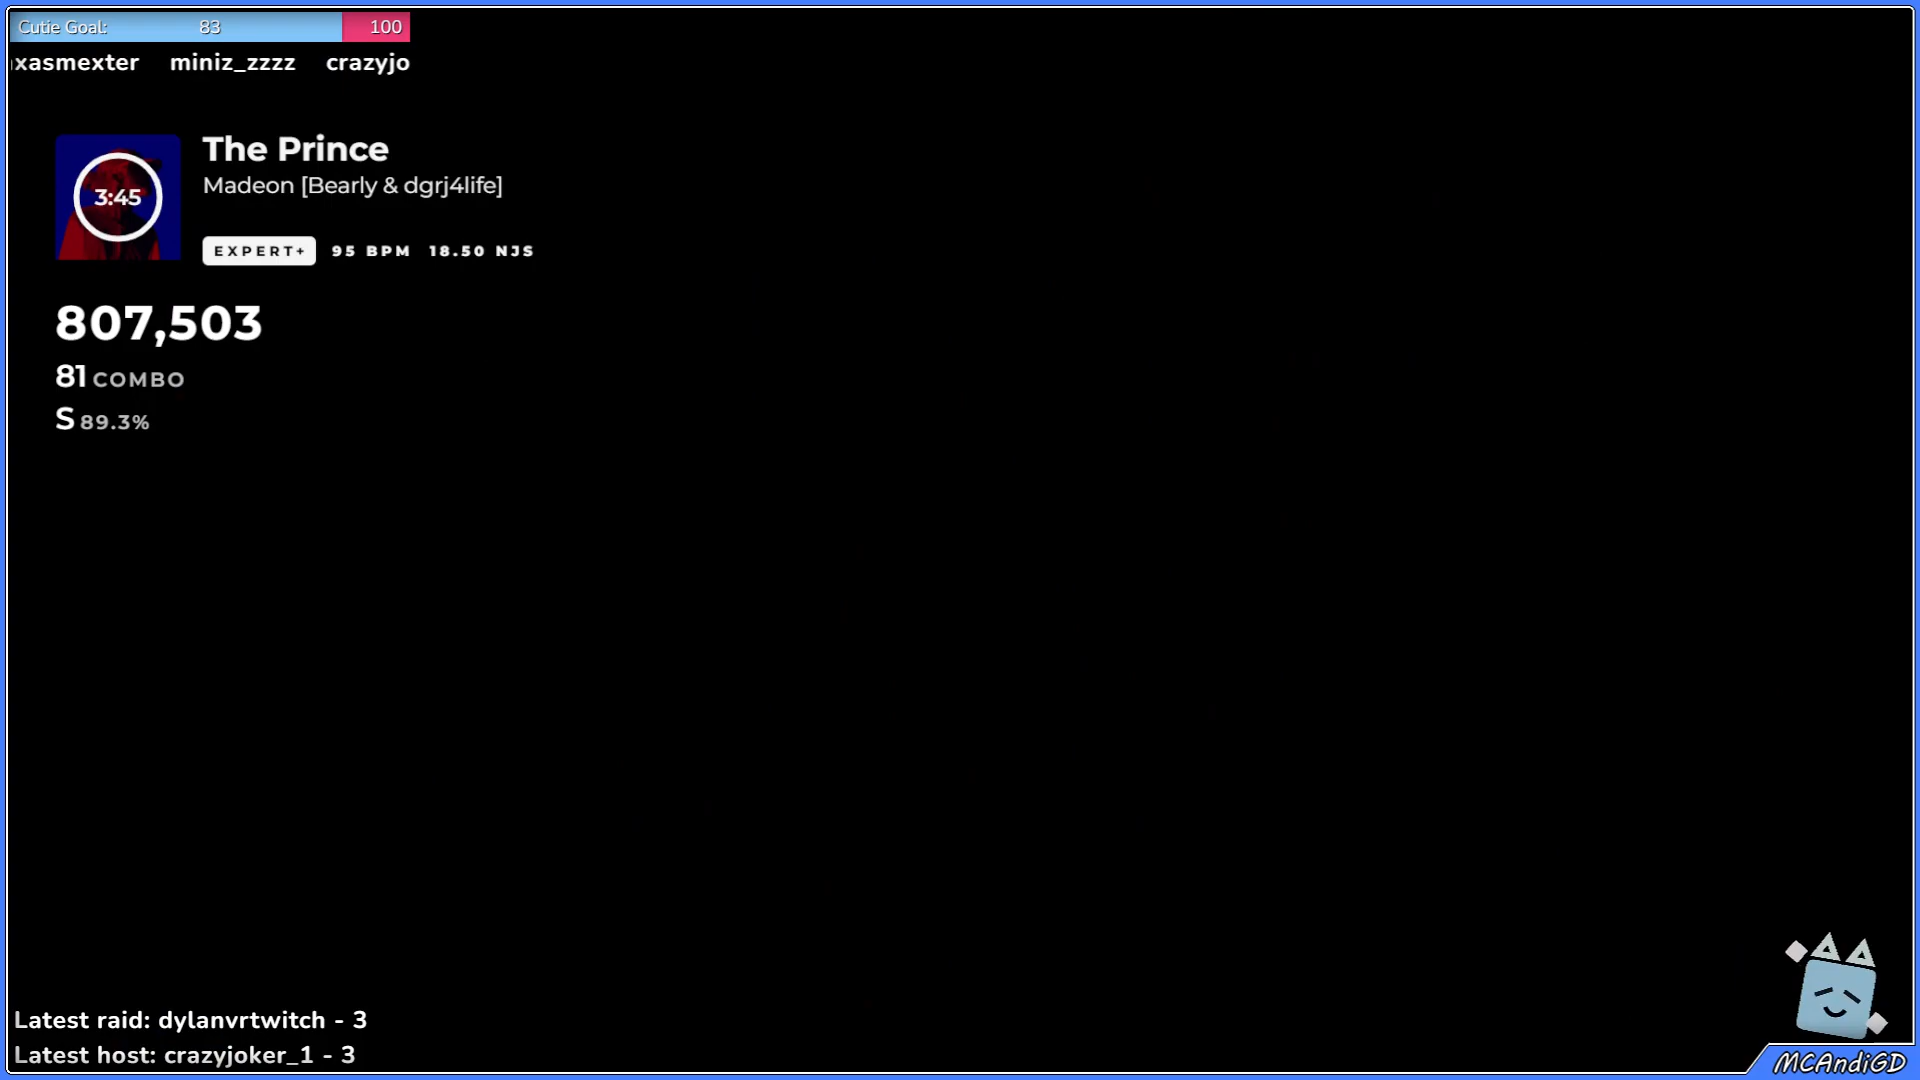 Cutie Goal: 83 100
xasmexter miniz_zzzz crazyjo
The Prince
3:45
Madeon [Bearly & dgrj4life]
EXPERT+ 95 BPM 18.50 NJS
807,503
81 COMBO
S 89.3%
Latest raid: dylanvrtwitch - 3
Latest host: crazyjoker_1 - 3
MCAndiGD